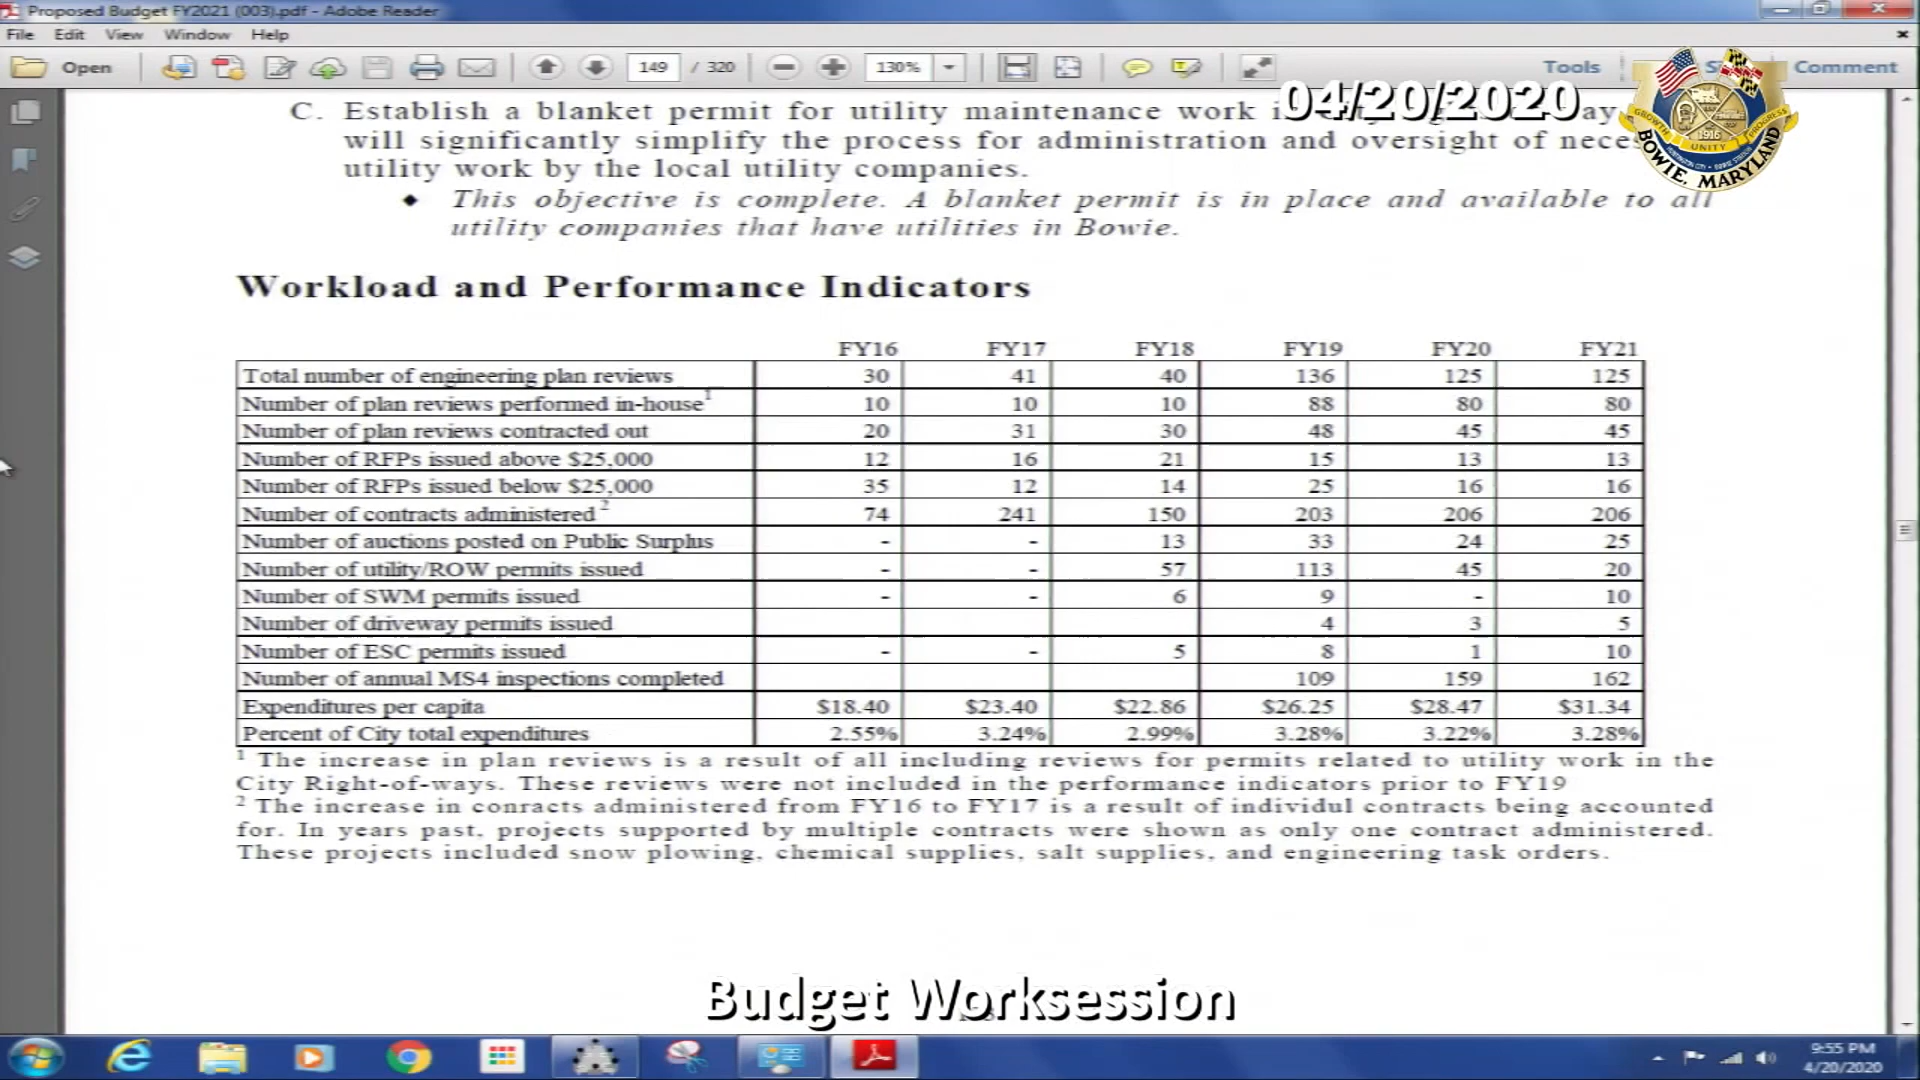 Proposed Budget FY2021 (003).pdf - Adobe Reader
File Edit View Window Help
Open 149 / 320 130% Tools Comment
04/20/2020
GROWTH PROGRESS
1916
UNITY
BOWIE, MARYLAND
C. Establish a blanket permit for utility maintenance work
will significantly simplify the process for administration and oversight of
utility work by the local utility companies.
◆ This objective is complete. A blanket permit is in place and available to all
utility companies that have utilities in Bowie.
Workload and Performance Indicators
FY16 FY17 FY18 FY19 FY20 FY21
Total number of engineering plan reviews 30 41 40 136 125 125
Number of plan reviews performed in-house1 10 10 10 88 80 80
Number of plan reviews contracted out 20 31 30 48 45 45
Number of RFPs issued above $25,000 12 16 21 15 13 13
Number of RFPs issued below $25,000 35 12 14 25 16 16
Number of contracts administered2 74 241 150 203 206 206
Number of auctions posted on Public Surplus - - 13 33 24 25
Number of utility/ROW permits issued - - 57 113 45 20
Number of SWM permits issued - - 6 9 - 10
Number of driveway permits issued 4 3 5
Number of ESC permits issued - - 5 8 1 10
Number of annual MS4 inspections completed 109 159 162
Expenditures per capita $18.40 $23.40 $22.86 $26.25 $28.47 $31.34
Percent of City total expenditures 2.55% 3.24% 2.99% 3.28% 3.22% 3.28%
1 The increase in plan reviews is a result of all including reviews for permits related to utility work in the
City Right-of-ways. These reviews were not included in the performance indicators prior to FY19
2 The increase in conracts administered from FY16 to FY17 is a result of individul contracts being accounted
for. In years past, projects supported by multiple contracts were shown as only one contract administered.
These projects included snow plowing, chemical supplies, salt supplies, and engineering task orders.
Budget Worksession
9:55 PM
4/20/2020